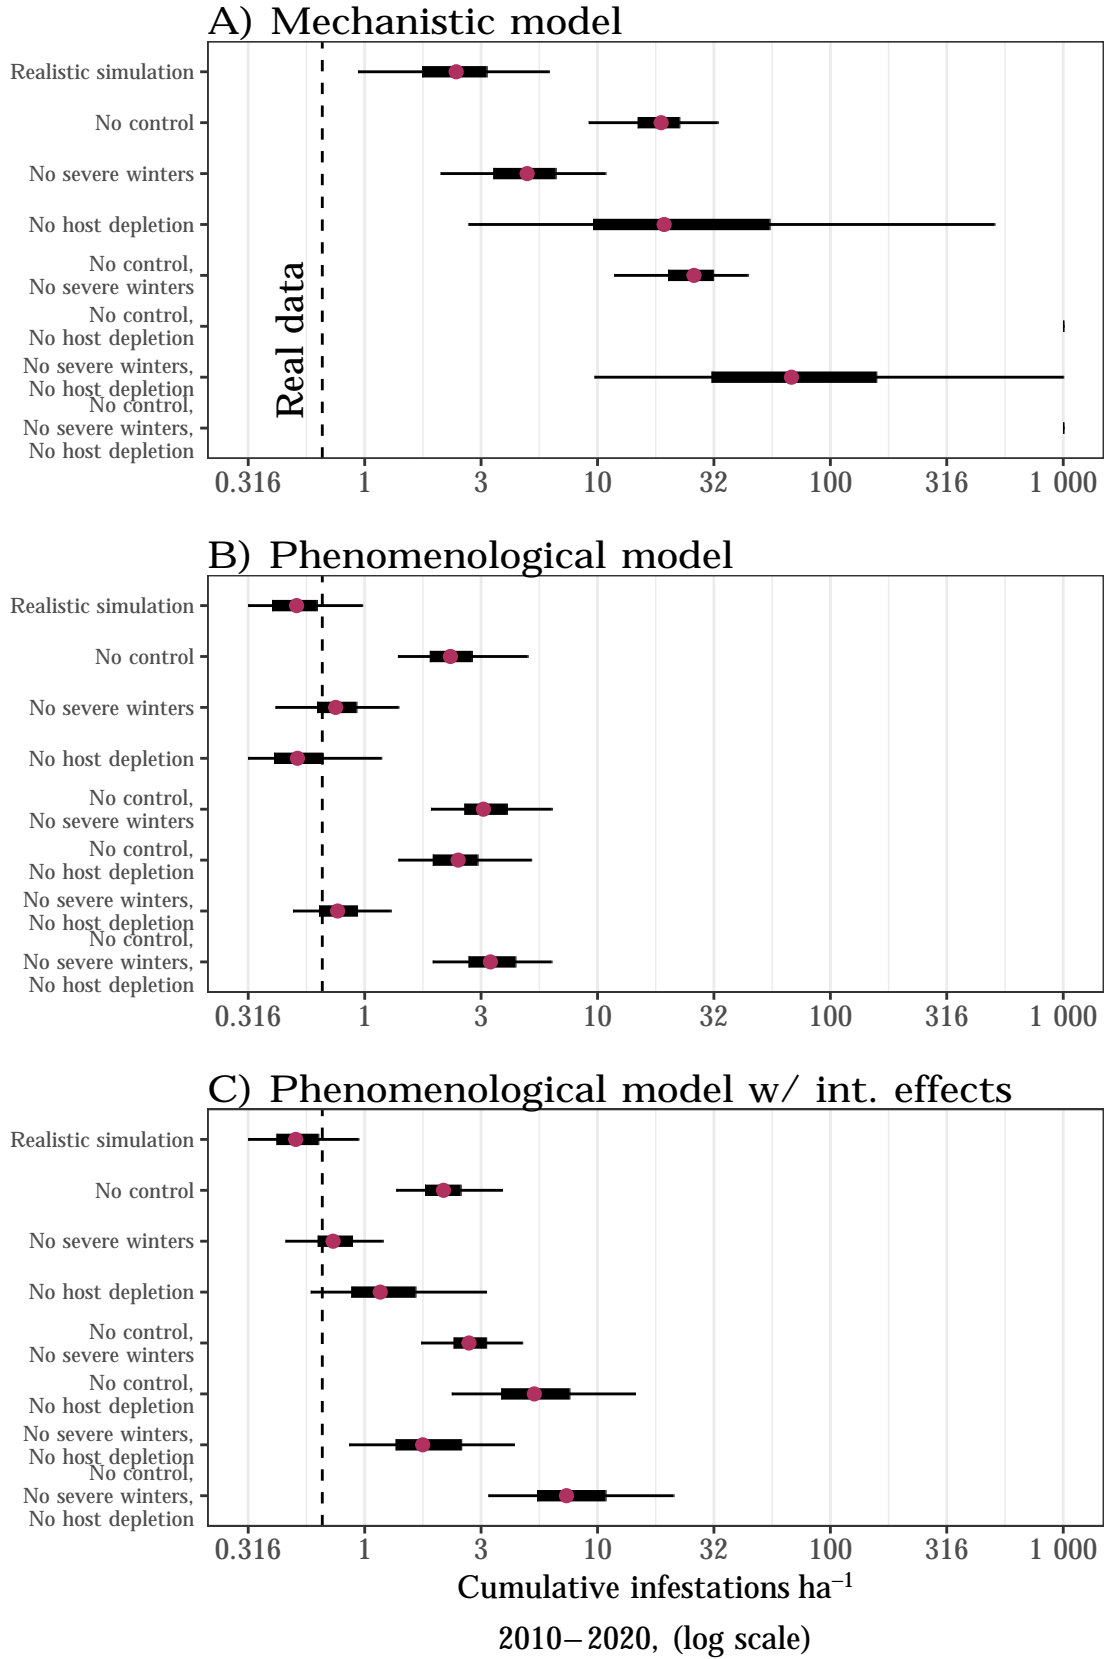 A) Mechanistic model
Realistic simulation
No control
No severe winters
No host depletion
No control,
No severe winters
No control,
No host depletion
No severe winters,
No host depletion
No control,
No severe winters,
No host depletion
Real data
0.316 1 3 10 32 100 316 1 000
B) Phenomenological model
Realistic simulation
No control
No severe winters
No host depletion
No control,
No severe winters
No control,
No host depletion
No severe winters,
No host depletion
No control,
No severe winters,
No host depletion
0.316 1 3 10 32 100 316 1 000
C) Phenomenological model w/ int. effects
Realistic simulation
No control
No severe winters
No host depletion
No control,
No severe winters
No control,
No host depletion
No severe winters,
No host depletion
No control,
No severe winters,
No host depletion
0.316 1 3 10 32 100 316 1 000
Cumulative infestations ha⁻¹
2010−2020, (log scale)